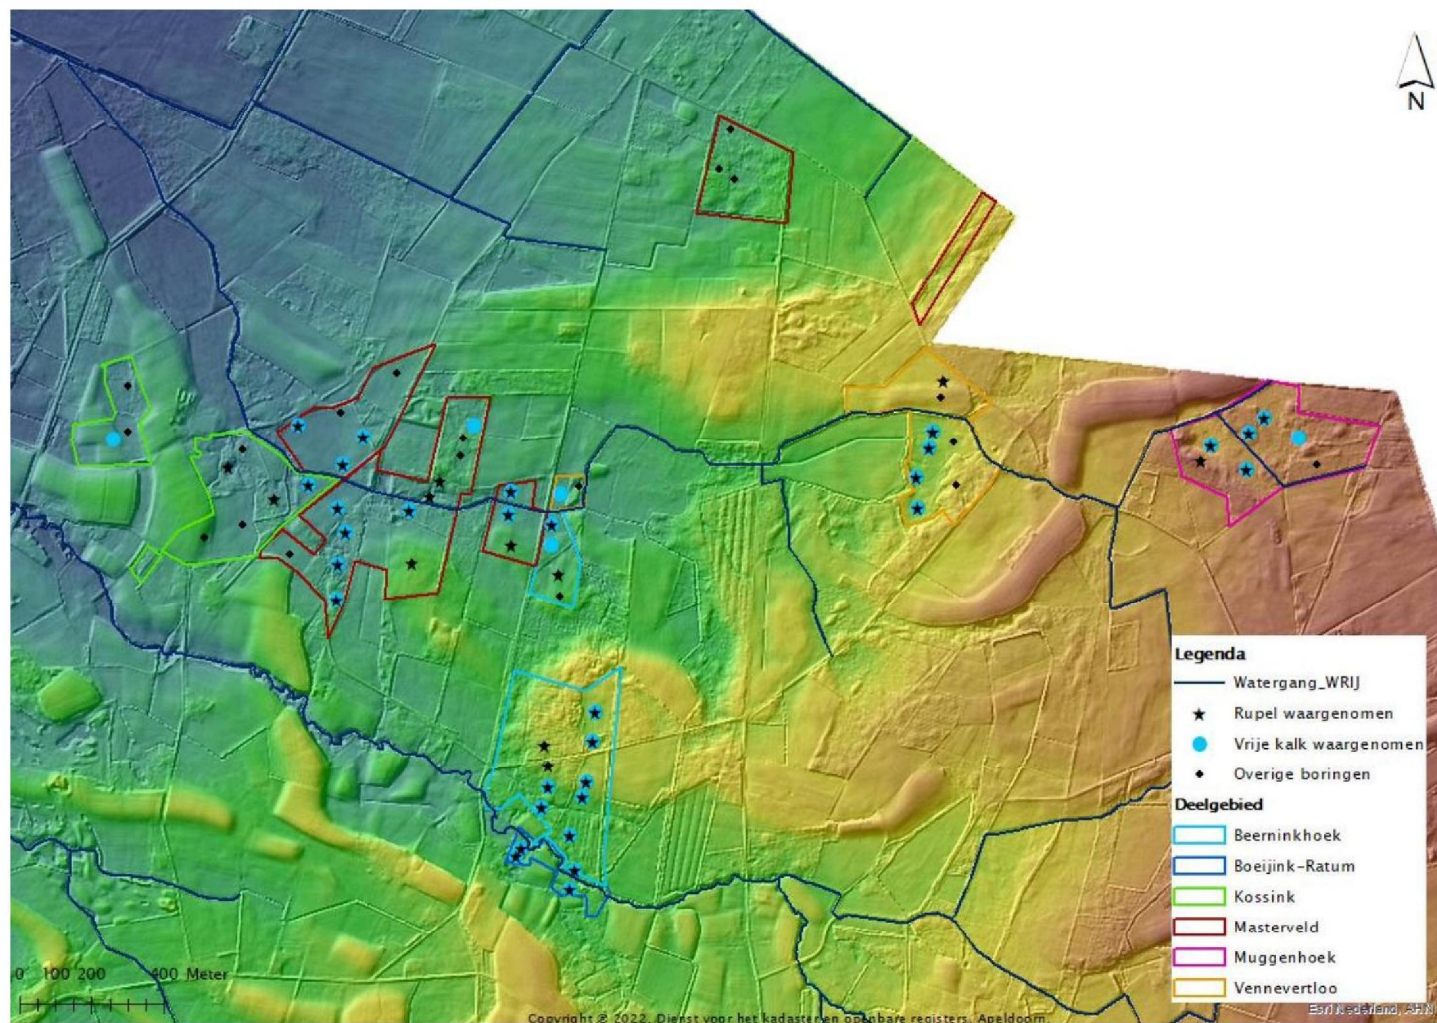 N
Legenda
Watergang_WRIJ
Rupel waargenomen
Vrije kalk waargenomen
Overige boringen
Deelgebied
Beerninkhoek
Boeijink-Ratum
Kossink
Masterveld
Muggenhoek
Vennevertloo
0 100 200 400 Meter
Esri Nederland, AHN
Copyright © 2022, Dienst voor het kadaster en openbare registers, Apeldoorn.